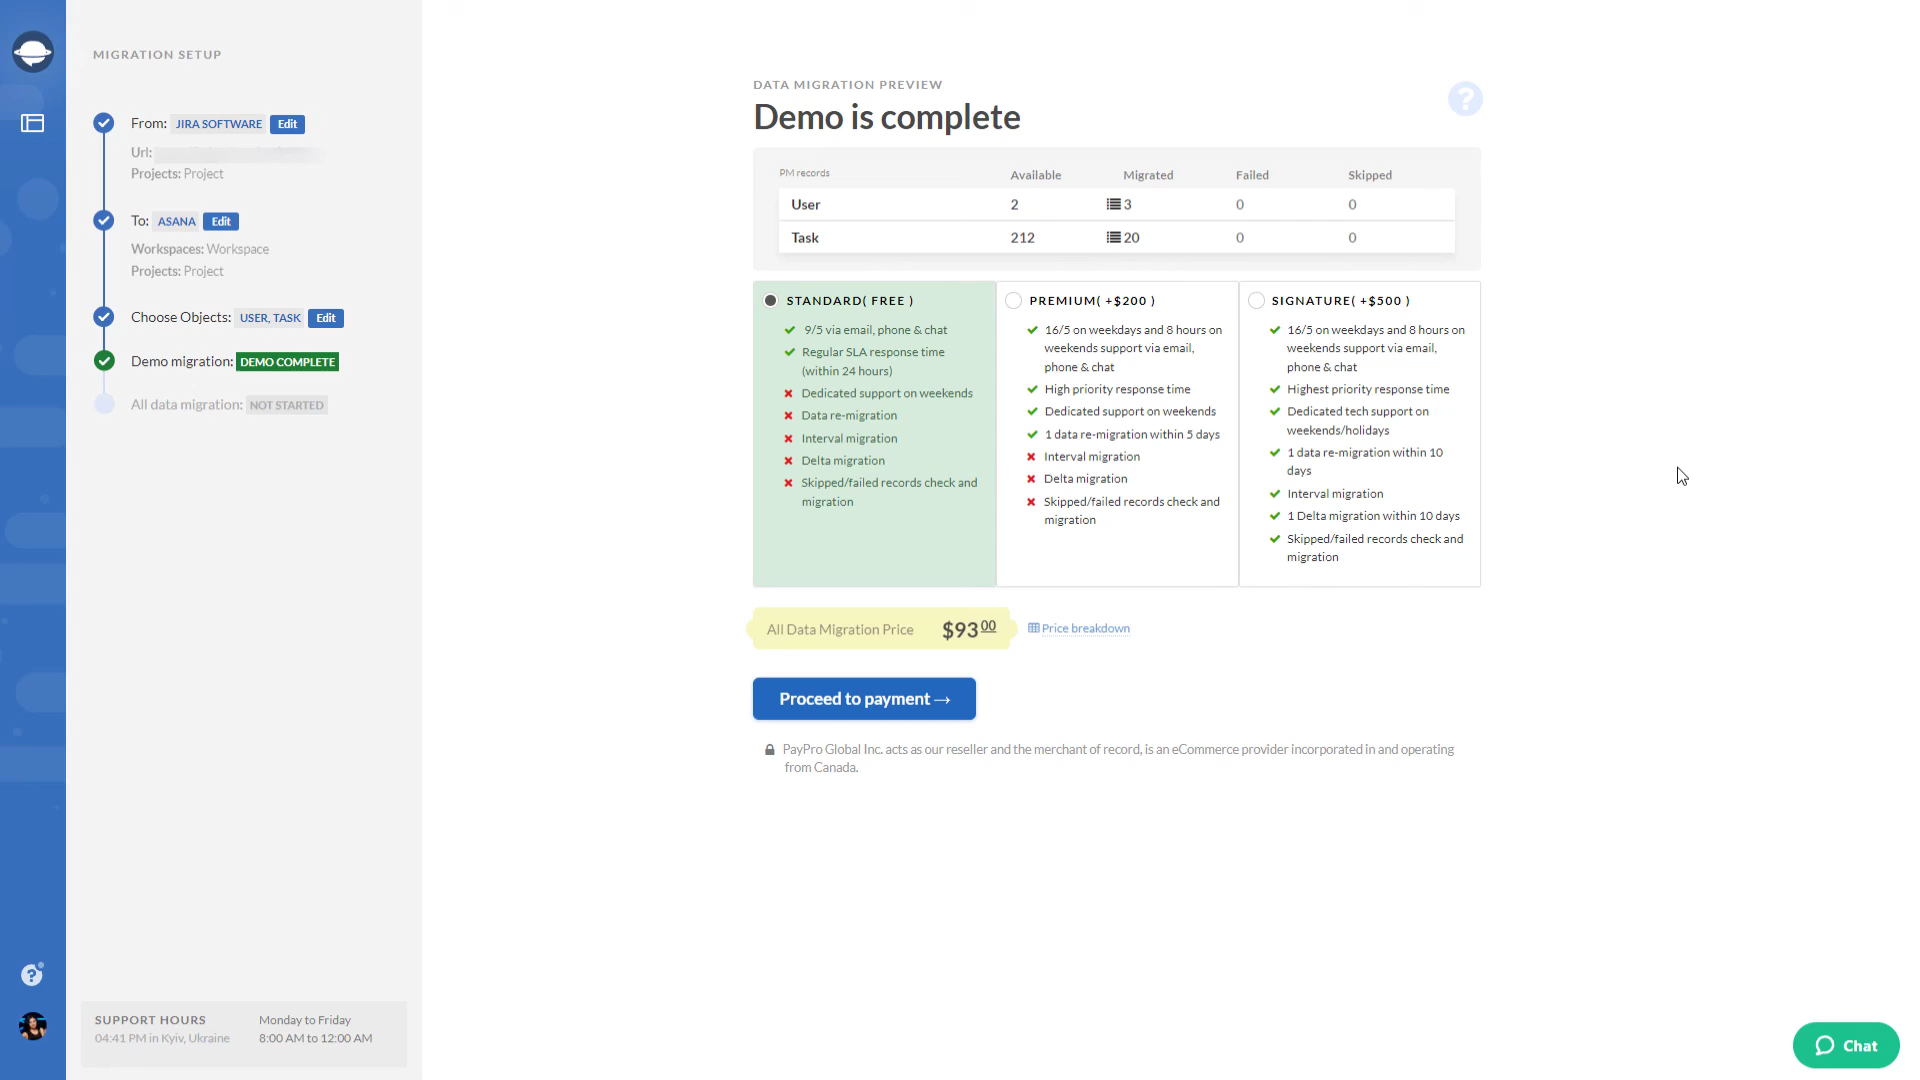 MIGRATION SETUP
From: JIRA SOFTWARE Edit
Url:
Projects: Project
To: ASANA Edit
Workspaces: Workspace
Projects: Project
Choose Objects: USER, TASK Edit
Demo migration: DEMO COMPLETE
All data migration: NOT STARTED
SUPPORT HOURS
04:41 PM in Kyiv, Ukraine
Monday to Friday
8:00 AM to 12:00 AM
DATA MIGRATION PREVIEW
Demo is complete
?
PM records Available Migrated Failed Skipped
User 2 3 0 0
Task 212 20 0 0
STANDARD( FREE )
9/5 via email, phone & chat
Regular SLA response time
(within 24 hours)
Dedicated support on weekends
Data re-migration
Interval migration
Delta migration
Skipped/failed records check and
migration
PREMIUM( +$200 )
16/5 on weekdays and 8 hours on
weekends support via email,
phone & chat
High priority response time
Dedicated support on weekends
1 data re-migration within 5 days
Interval migration
Delta migration
Skipped/failed records check and
migration
SIGNATURE( +$500 )
16/5 on weekdays and 8 hours on
weekends support via email,
phone & chat
Highest priority response time
Dedicated tech support on
weekends/holidays
1 data re-migration within 10
days
Interval migration
1 Delta migration within 10 days
Skipped/failed records check and
migration
All Data Migration Price $93 00 Price breakdown
Proceed to payment →
PayPro Global Inc. acts as our reseller and the merchant of record, is an eCommerce provider incorporated in and operating
from Canada.
?
Chat